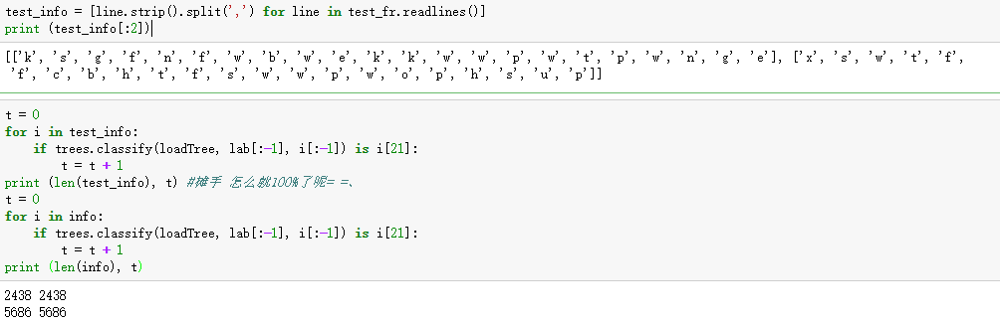 test_info = [line.strip().split(',') for line in test_fr.readlines()]
print (test_info[:2])
[['k', 's', 'g', 'f', 'n', 'f', 'w', 'b', 'w', 'e', 'k', 'k', 'w', 'w', 'p', 'w', 't', 'p', 'w', 'n', 'g', 'e'], ['x', 's', 'w', 't', 'f',
'f', 'c', 'b', 'h', 't', 'f', 's', 'w', 'w', 'p', 'w', 'o', 'p', 'h', 's', 'u', 'p']]
t = 0
for i in test_info:
    if trees.classify(loadTree, lab[:-1], i[:-1]) is i[21]:
        t = t + 1
print (len(test_info), t) #摊手 怎么就100%了呢= =、
t = 0
for i in info:
    if trees.classify(loadTree, lab[:-1], i[:-1]) is i[21]:
        t = t + 1
print (len(info), t)
2438 2438
5686 5686